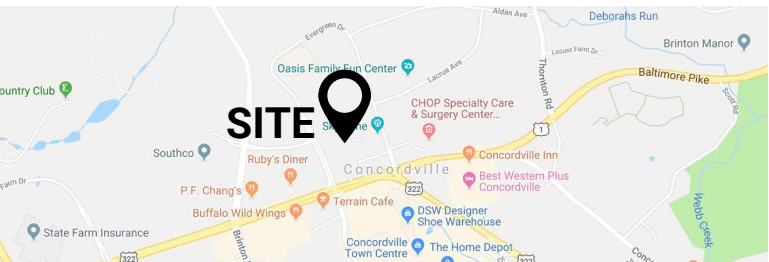 Aldan Ave
Deborahs Run
Evergreen Dr
Brinton Manor
Locust Farm Dr
Oasis Family Fun Center
Lacrue Ave
Thornton Rd
Baltimore Pike
Scott Rd
ountry Club
CHOP Specialty Care
& Surgery Center...
SITE
1
Southco
Ruby's Diner
Concordville Inn
Concordville
Best Western Plus
Concordville
Farm Dr
P.F. Chang's
322
Terrain Cafe
Buffalo Wild Wings
DSW Designer
Shoe Warehouse
Webb Creek
State Farm Insurance
Brinton
Concordville
Town Centre
The Home Depot
322
322